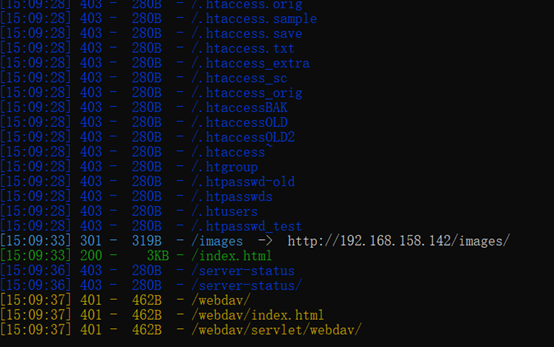 [15:09:28] 403 - 280B - /.htaccess.orig
[15:09:28] 403 - 280B - /.htaccess.sample
[15:09:28] 403 - 280B - /.htaccess.save
[15:09:28] 403 - 280B - /.htaccess.txt
[15:09:28] 403 - 280B - /.htaccess_extra
[15:09:28] 403 - 280B - /.htaccess_sc
[15:09:28] 403 - 280B - /.htaccess_orig
[15:09:28] 403 - 280B - /.htaccessBAK
[15:09:28] 403 - 280B - /.htaccessOLD
[15:09:28] 403 - 280B - /.htaccessOLD2
[15:09:28] 403 - 280B - /.htaccess~
[15:09:28] 403 - 280B - /.htgroup
[15:09:28] 403 - 280B - /.htpasswd-old
[15:09:28] 403 - 280B - /.htpasswds
[15:09:28] 403 - 280B - /.htusers
[15:09:28] 403 - 280B - /.htpasswd_test
[15:09:33] 301 - 319B - /images -> http://192.168.158.142/images/
[15:09:33] 200 - 3KB - /index.html
[15:09:36] 403 - 280B - /server-status
[15:09:36] 403 - 280B - /server-status/
[15:09:37] 401 - 462B - /webdav/
[15:09:37] 401 - 462B - /webdav/index.html
[15:09:37] 401 - 462B - /webdav/servlet/webdav/